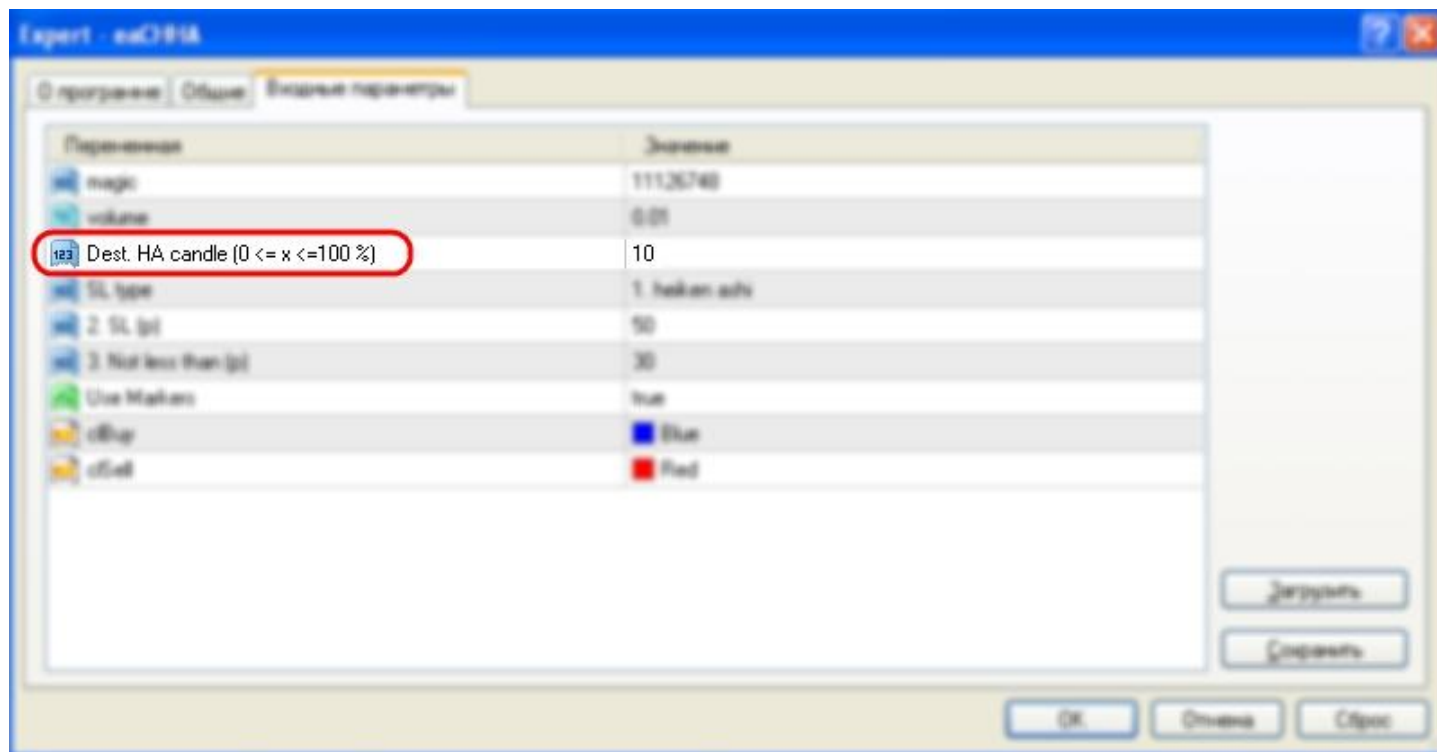 Expert - eaCHHA
О программе Общие Входные параметры
Переменная Значение
magic 11126748
volume 0.01
123 Dest. HA candle (0 <= x <=100 %) 10
SL type 1. heiken ashi
2. SL (p) 50
3. Not less than (p) 30
Use Markers true
clBuy Blue
clSell Red
Загрузить
Сохранить
OK Отмена Сброс